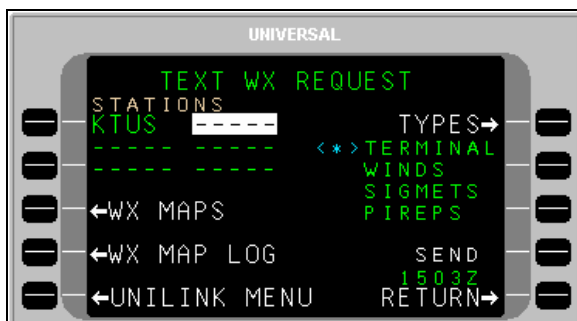 UNIVERSAL
TEXT WX REQUEST
STATIONS
KTUS ----- TYPES→
----- ----- <*>TERMINAL
WINDS
----- -----
SIGMETS
←WX MAPS PIREPS
←WX MAP LOG SEND
1503Z
←UNILINK MENU RETURN→